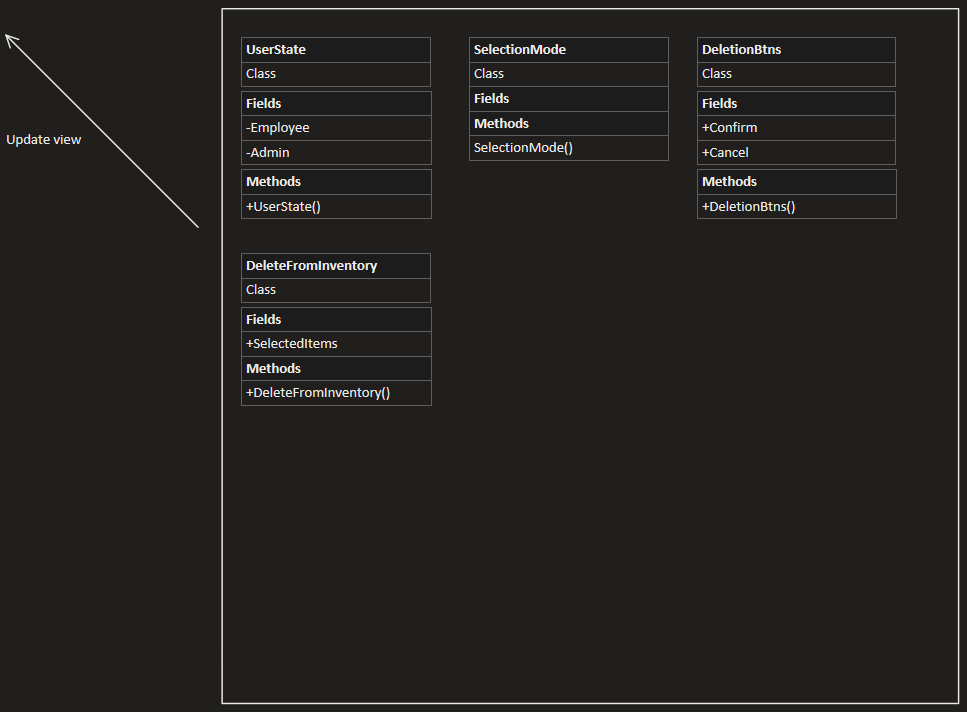 Update view
UserState
Class
Fields
-Employee
-Admin
Methods
+UserState()
SelectionMode
Class
Fields
Methods
SelectionMode()
DeletionBtns
Class
Fields
+Confirm
+Cancel
Methods
+DeletionBtns()
DeleteFromInventory
Class
Fields
+SelectedItems
Methods
+DeleteFromInventory()